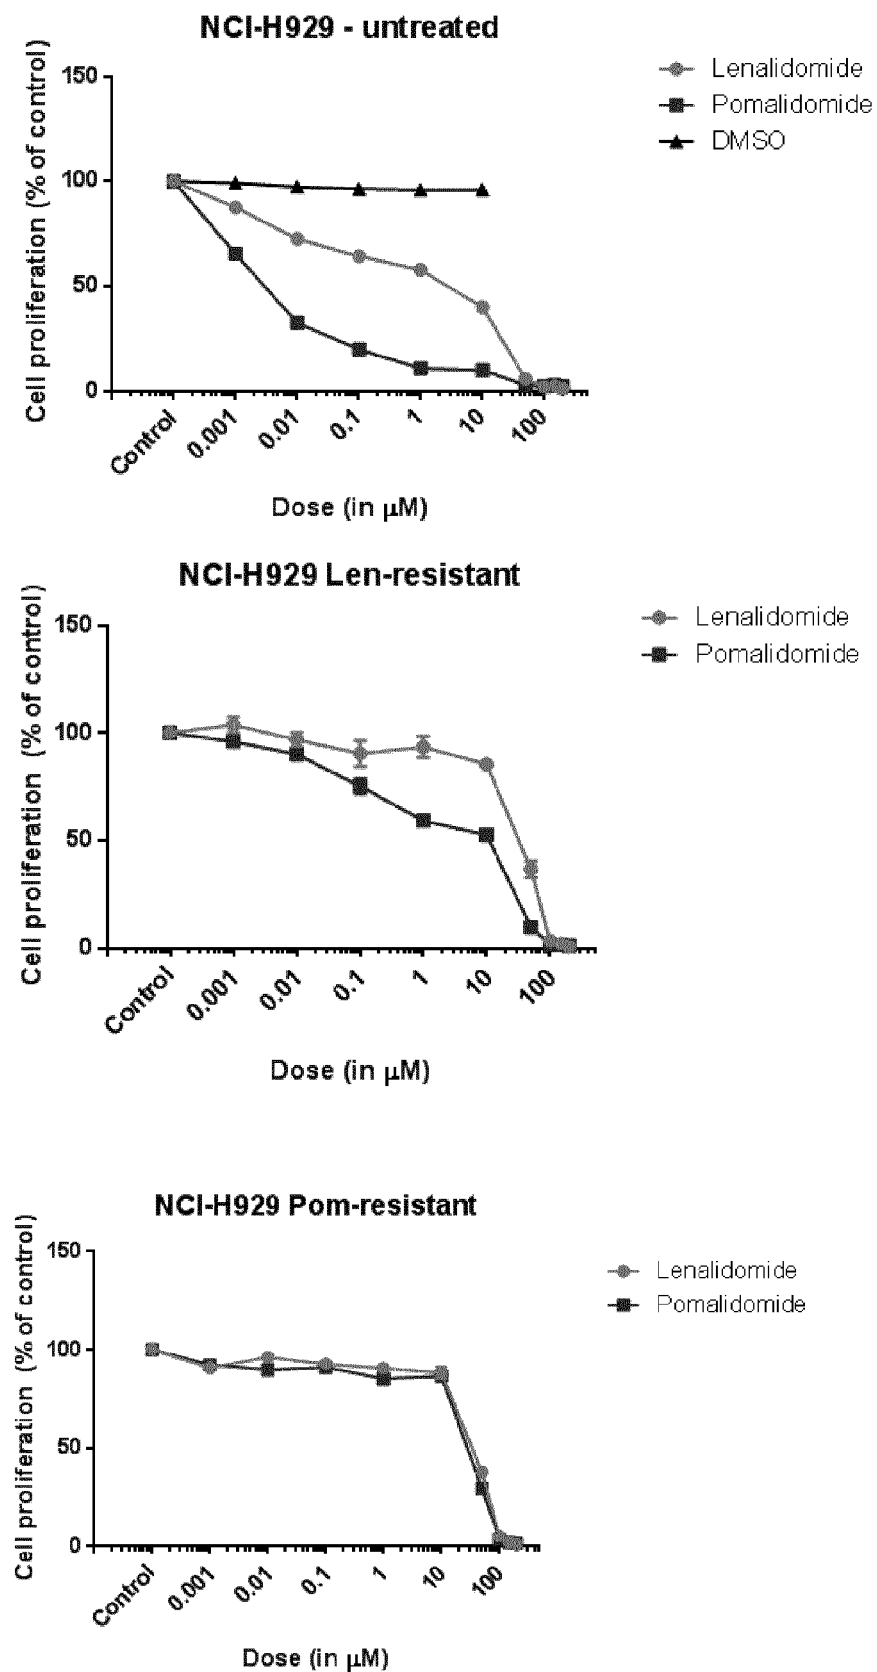 NCI-H929 - untreated
Cell proliferation (% of control)
150
100
50
0
Control
0.001
0.01
0.1
1
10
100
Dose (in μM)
Lenalidomide
Pomalidomide
DMSO
NCI-H929 Len-resistant
Cell proliferation (% of control)
150
100
50
0
Control
0.001
0.01
0.1
1
10
100
Dose (in μM)
Lenalidomide
Pomalidomide
NCI-H929 Pom-resistant
Cell proliferation (% of control)
150
100
50
0
Control
0.001
0.01
0.1
1
10
100
Dose (in μM)
Lenalidomide
Pomalidomide